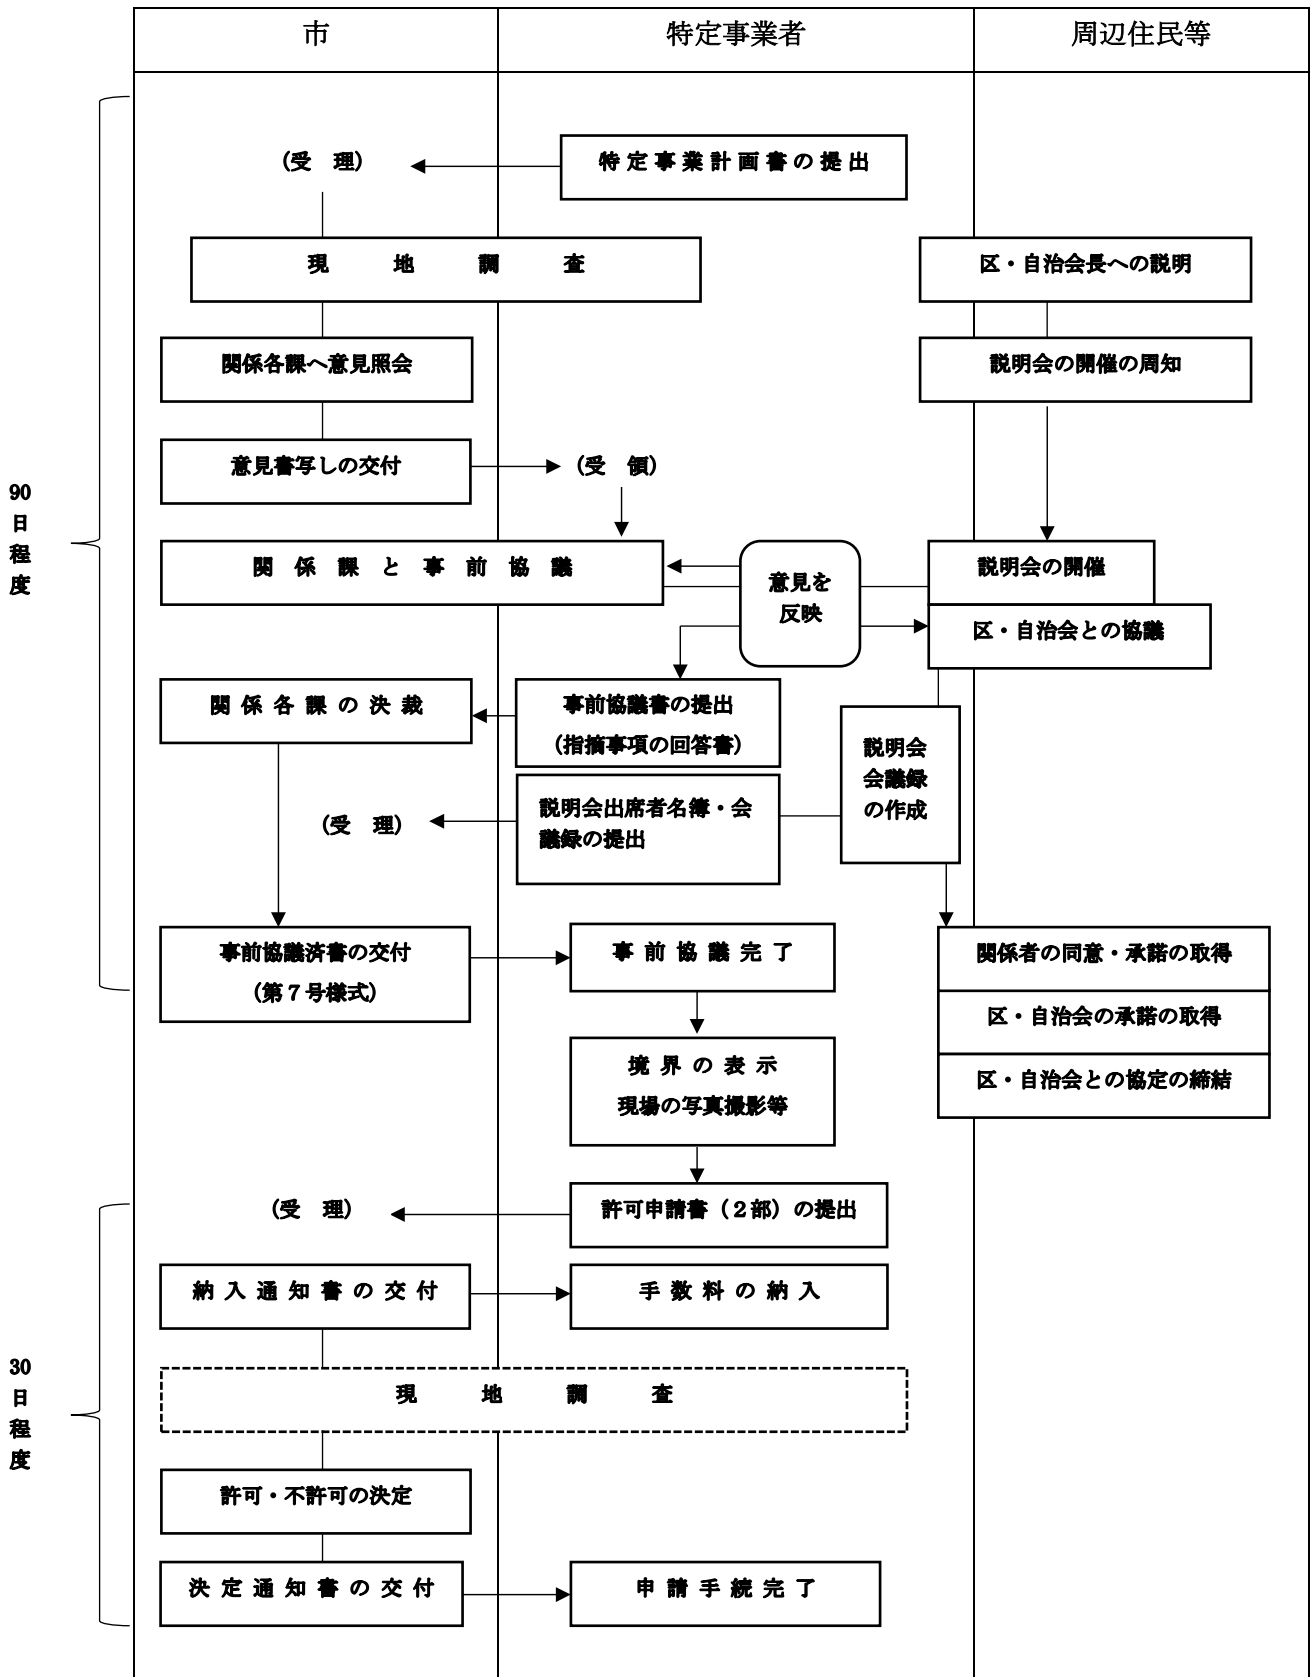 市
特定事業者
周辺住民等
(受 理)
特定事業計画書の提出
現地調査
区・自治会長への説明
関係各課へ意見照会
説明会の開催の周知
意見書写しの交付
(受 領)
90
日
程
度
関係課と事前協議
意見を
反映
説明会の開催
区・自治会との協議
関係各課の決裁
事前協議書の提出
(指摘事項の回答書)
説明会
会議録
の作成
(受 理)
説明会出席者名簿・会
議録の提出
事前協議済書の交付
(第7号様式)
事前協議完了
関係者の同意・承諾の取得
区・自治会の承諾の取得
区・自治会との協定の締結
境界の表示
現場の写真撮影等
(受 理)
許可申請書(2部)の提出
納入通知書の交付
手数料の納入
30
日
程
度
現地調査
許可・不許可の決定
決定通知書の交付
申請手続完了